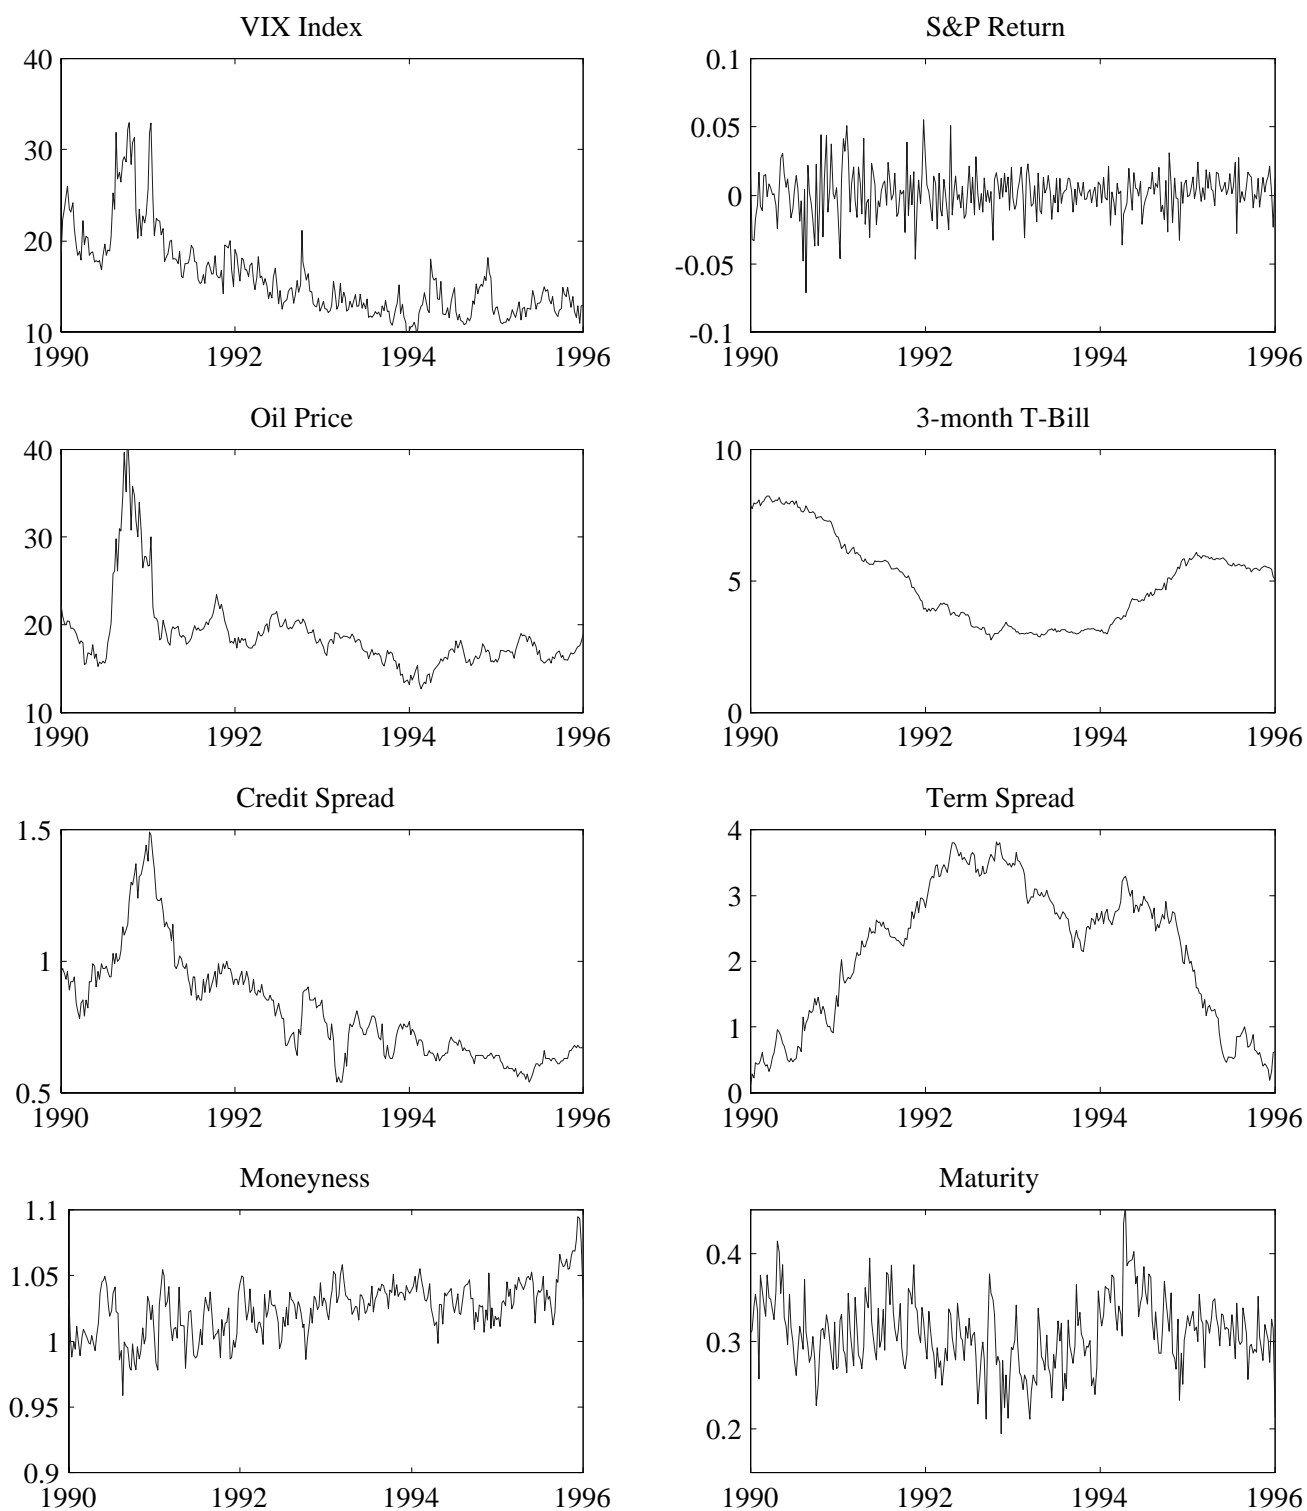 VIX Index
40
30
20
10
1990 1992 1994 1996
S&P Return
0.1
0.05
0
-0.05
-0.1
1990 1992 1994 1996
Oil Price
40
30
20
10
1990 1992 1994 1996
3-month T-Bill
10
5
0
1990 1992 1994 1996
Credit Spread
1.5
1
0.5
1990 1992 1994 1996
Term Spread
4
3
2
1
0
1990 1992 1994 1996
Moneyness
1.1
1.05
1
0.95
0.9
1990 1992 1994 1996
Maturity
0.4
0.3
0.2
1990 1992 1994 1996